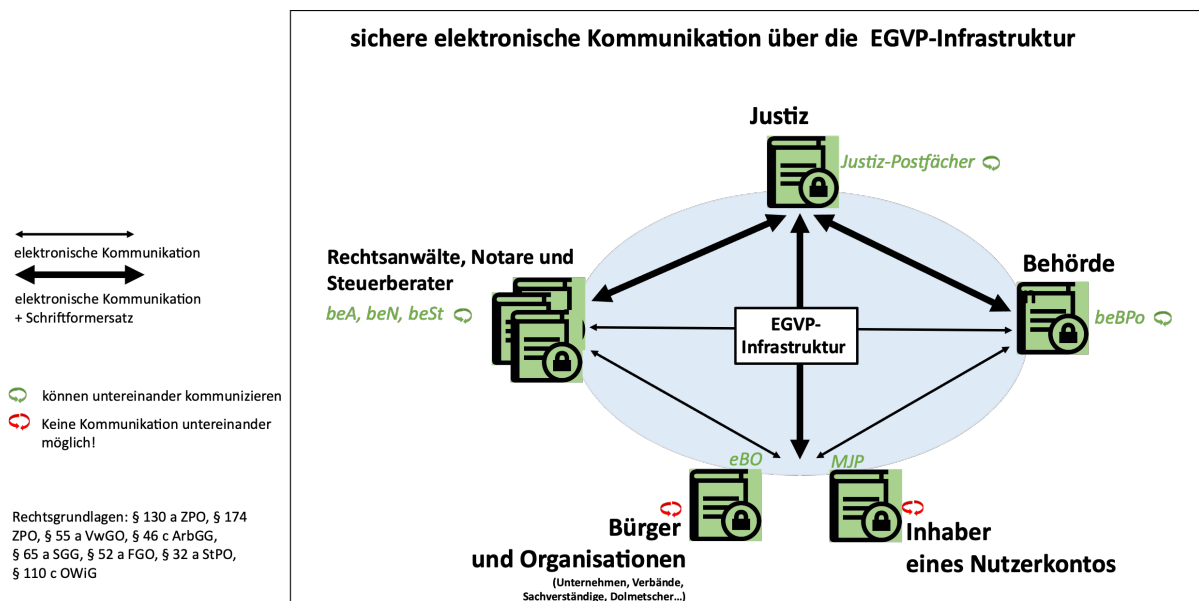 sichere elektronische Kommunikation über die EGVP-Infrastruktur
Justiz
Justiz-Postfächer
Rechtsanwälte, Notare und
Steuerberater
beA, beN, beSt
Behörde
n
beBPo
EGVP-
Infrastruktur
eBO
MJP
Bürger
und Organisationen
(Unternehmen, Verbände,
Sachverständige, Dolmetscher...)
Inhaber
eines Nutzerkontos
elektronische Kommunikation
elektronische Kommunikation
+ Schriftformersatz
können untereinander kommunizieren
Keine Kommunikation untereinander
möglich!
Rechtsgrundlagen: § 130 a ZPO, § 174
ZPO, § 55 a VwGO, § 46 c ArbGG,
§ 65 a SGG, § 52 a FGO, § 32 a StPO,
§ 110 c OWiG